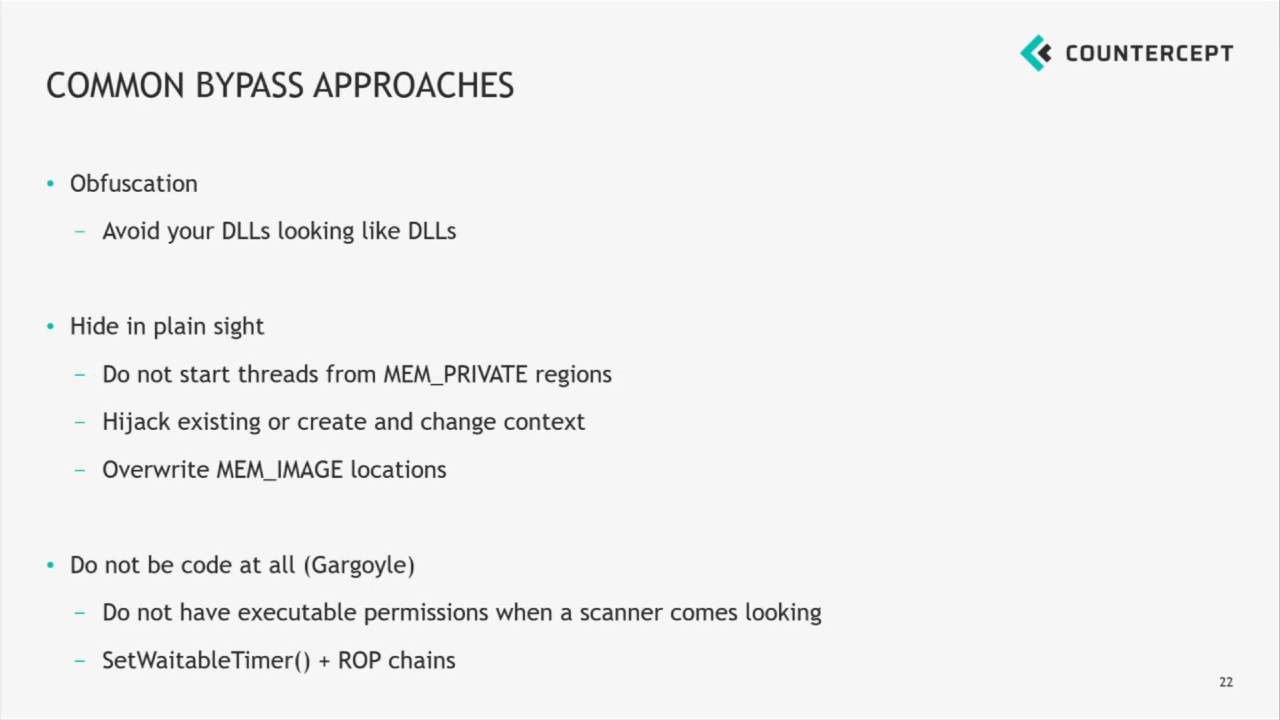 COUNTERCEPT
COMMON BYPASS APPROACHES
• Obfuscation
– Avoid your DLLs looking like DLLs
• Hide in plain sight
– Do not start threads from MEM_PRIVATE regions
– Hijack existing or create and change context
– Overwrite MEM_IMAGE locations
• Do not be code at all (Gargoyle)
– Do not have executable permissions when a scanner comes looking
– SetWaitableTimer() + ROP chains
22